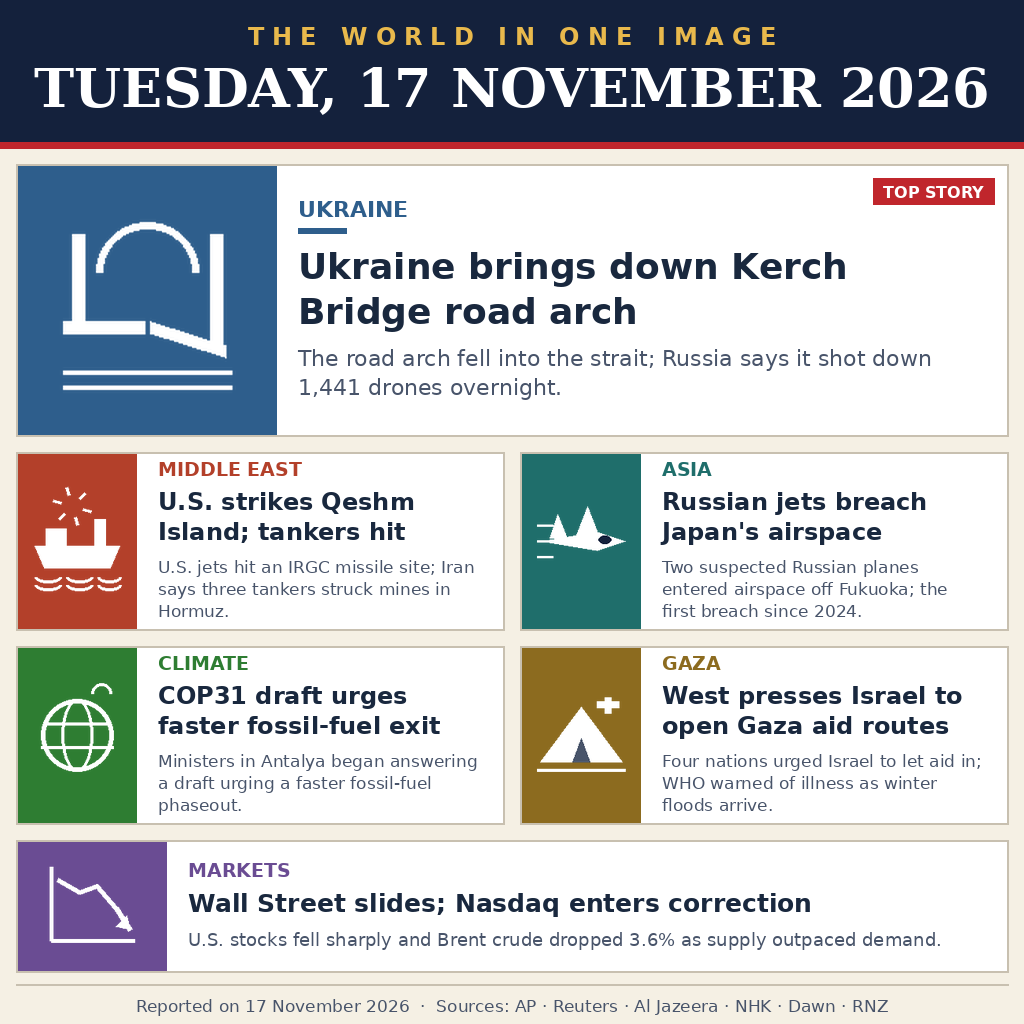 THE WORLD IN ONE IMAGE
TUESDAY, 17 NOVEMBER 2026
TOP STORY
UKRAINE
Ukraine brings down Kerch
Bridge road arch
The road arch fell into the strait; Russia says it shot down
1,441 drones overnight.
MIDDLE EAST
U.S. strikes Qeshm
Island; tankers hit
U.S. jets hit an IRGC missile site; Iran
says three tankers struck mines in
Hormuz.
ASIA
Russian jets breach
Japan's airspace
Two suspected Russian planes
entered airspace off Fukuoka; the
first breach since 2024.
CLIMATE
COP31 draft urges
faster fossil-fuel exit
Ministers in Antalya began answering
a draft urging a faster fossil-fuel
phaseout.
GAZA
West presses Israel to
open Gaza aid routes
Four nations urged Israel to let aid in;
WHO warned of illness as winter
floods arrive.
MARKETS
Wall Street slides; Nasdaq enters correction
U.S. stocks fell sharply and Brent crude dropped 3.6% as supply outpaced demand.
Reported on 17 November 2026 · Sources: AP · Reuters · Al Jazeera · NHK · Dawn · RNZ